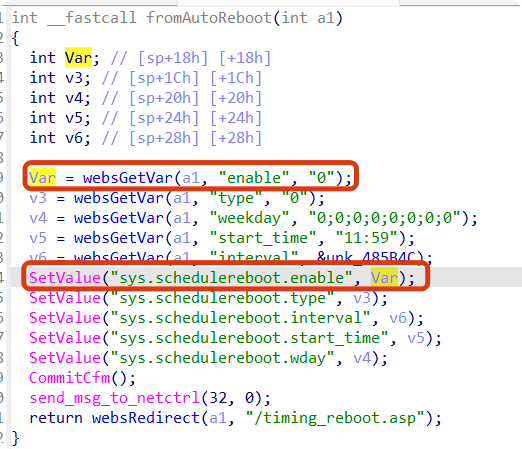 int __fastcall fromAutoReboot(int a1)
{
int Var; // [sp+18h] [+18h]
int v3; // [sp+1Ch] [+1Ch]
int v4; // [sp+20h] [+20h]
int v5; // [sp+24h] [+24h]
int v6; // [sp+28h] [+28h]
Var = websGetVar(a1, "enable", "0");
v3 = websGetVar(a1, "type", "0");
v4 = websGetVar(a1, "weekday", "0;0;0;0;0;0;0;0");
v5 = websGetVar(a1, "start_time", "11:59");
v6 = websGetVar(a1, "interval", &unk_485B4C);
SetValue("sys.schedulereboot.enable", Var);
SetValue("sys.schedulereboot.type", v3);
SetValue("sys.schedulereboot.interval", v6);
SetValue("sys.schedulereboot.start_time", v5);
SetValue("sys.schedulereboot.wday", v4);
CommitCfm();
send_msg_to_netctrl(32, 0);
return websRedirect(a1, "/timing_reboot.asp");
}